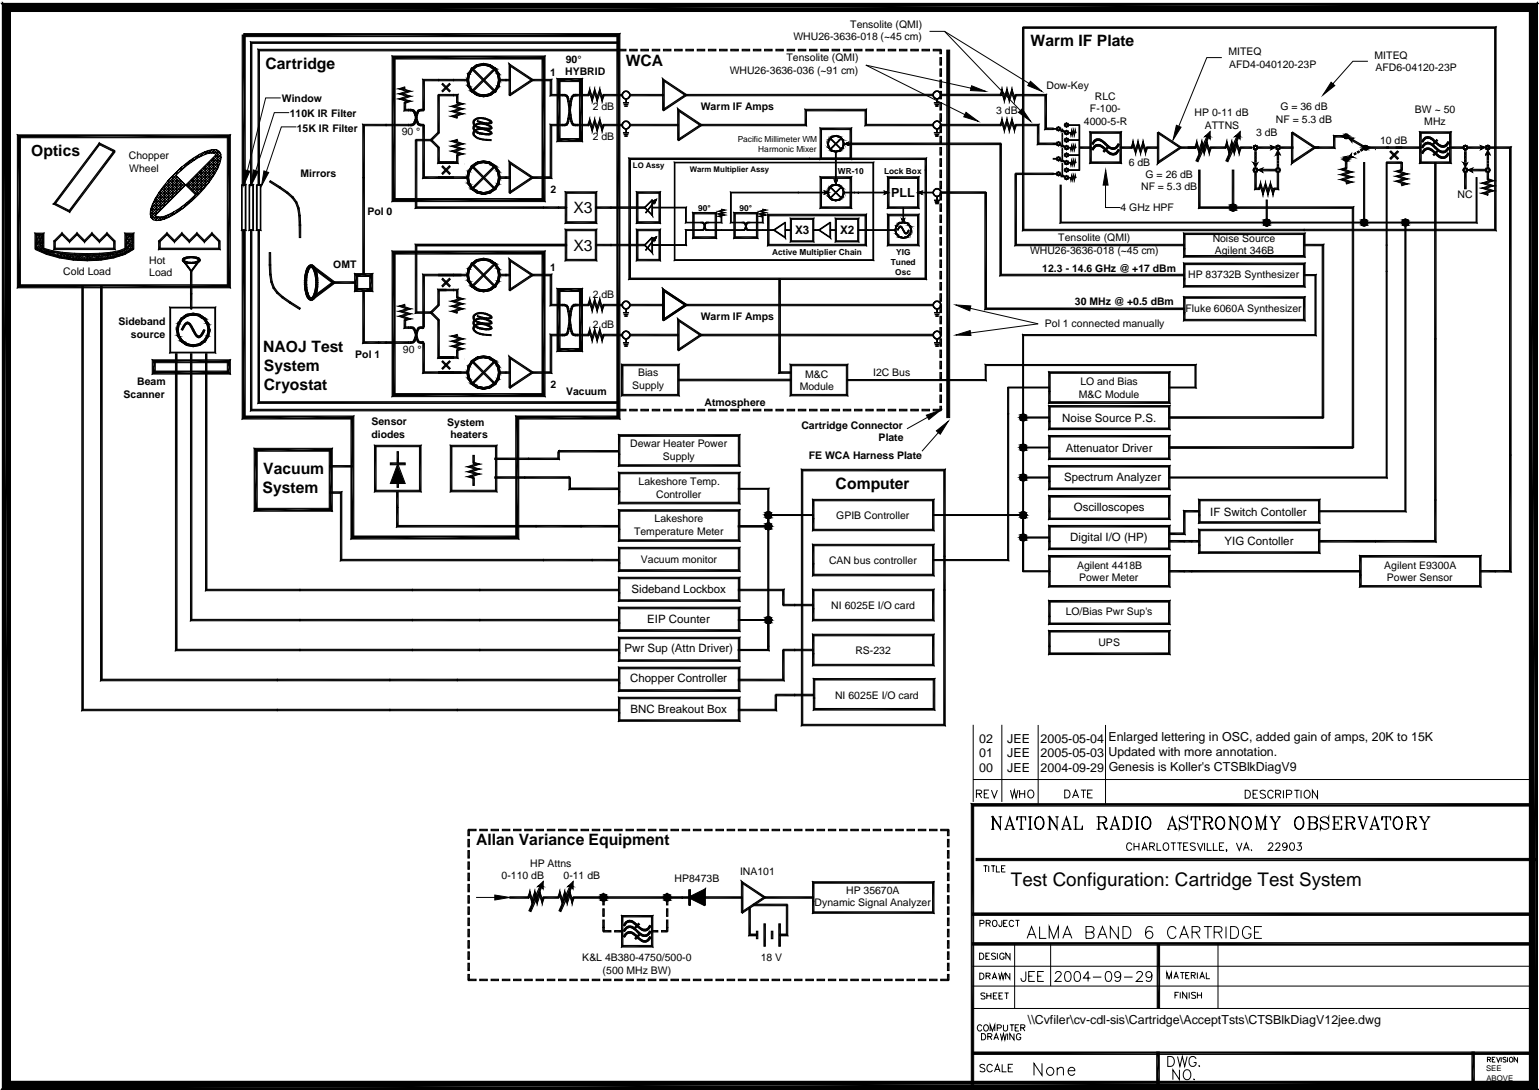 Tensolite (QMI)
WHU26-3636-018 (~45 cm)
Tensolite (QMI)
WHU26-3636-036 (~91 cm)
Cartridge
90°
HYBRID
WCA
Warm IF Plate
MITEQ
AFD4-040120-23P
MITEQ
AFD6-04120-23P
Dow-Key
RLC
F-100-
4000-5-R
HP 0-11 dB
ATTNS
G = 36 dB
NF = 5.3 dB
BW ~ 50
MHz
3 dB
3 dB
10 dB
6 dB
G = 26 dB
NF = 5.3 dB
4 GHz HPF
NC
Window
110K IR Filter
15K IR Filter
1
2 dB
2 dB
90 °
2
Warm IF Amps
Pacific Millimeter WM
Harmonic Mixer
Optics
Chopper
Wheel
Cold Load
Hot
Load
Mirrors
Pol 0
X3
X3
LO Assy
Warm Multiplier Assy
WR-10
Lock Box
PLL
90°
90°
X3
X2
Active Multiplier Chain
YIG
Tuned
Osc
Tensolite (QMI)
WHU26-3636-018 (~45 cm)
Noise Source
Agilent 346B
12.3 - 14.6 GHz @ +17 dBm
HP 83732B Synthesizer
30 MHz @ +0.5 dBm
Fluke 6060A Synthesizer
Pol 1 connected manually
OMT
1
2 dB
2 dB
90 °
2
Pol 1
Warm IF Amps
Sideband
source
Beam
Scanner
NAOJ Test
System
Cryostat
Vacuum
Bias
Supply
M&C
Module
I2C Bus
Atmosphere
Cartridge Connector
Plate
FE WCA Harness Plate
LO and Bias
M&C Module
Noise Source P.S.
Attenuator Driver
Spectrum Analyzer
Oscilloscopes
Digital I/O (HP)
Agilent 4418B
Power Meter
LO/Bias Pwr Sup's
UPS
IF Switch Contoller
YIG Contoller
Agilent E9300A
Power Sensor
Sensor
diodes
System
heaters
Vacuum
System
Dewar Heater Power
Supply
Lakeshore Temp.
Controller
Lakeshore
Temperature Meter
Vacuum monitor
Sideband Lockbox
EIP Counter
Pwr Sup (Attn Driver)
Chopper Controller
BNC Breakout Box
Computer
GPIB Controller
CAN bus controller
NI 6025E I/O card
RS-232
NI 6025E I/O card
02 JEE 2005-05-04 Enlarged lettering in OSC, added gain of amps, 20K to 15K
01 JEE 2005-05-03 Updated with more annotation.
00 JEE 2004-09-29 Genesis is Koller's CTSBlkDiagV9
REV WHO DATE DESCRIPTION
NATIONAL RADIO ASTRONOMY OBSERVATORY
CHARLOTTESVILLE, VA. 22903
TITLE Test Configuration: Cartridge Test System
PROJECT ALMA BAND 6 CARTRIDGE
DESIGN
DRAWN JEE 2004-09-29 MATERIAL
SHEET FINISH
COMPUTER DRAWING \\Cvfiler\cv-cdl-sis\Cartridge\AcceptTsts\CTSBlkDiagV12jee.dwg
SCALE None
DWG.
NO.
REVISION
SEE
ABOVE
Allan Variance Equipment
HP Attns
0-110 dB 0-11 dB
HP8473B
INA101
HP 35670A
Dynamic Signal Analyzer
K&L 4B380-4750/500-0
(500 MHz BW)
18 V